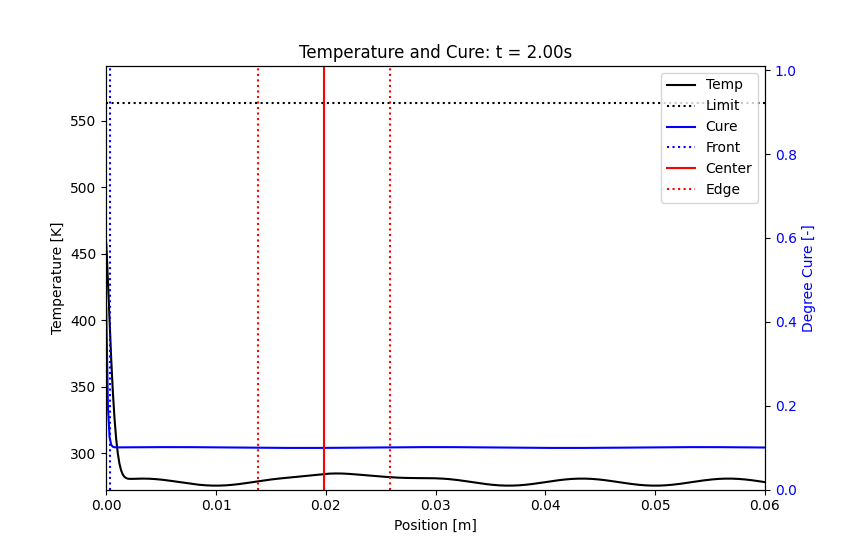 Temperature and Cure: t = 2.00s
Temp
Limit
Cure
Front
Center
Edge
Temperature [K]
550
500
450
400
350
300
1.0
0.8
0.6
0.4
0.2
0.0
Degree Cure [-]
0.00
0.01
0.02
0.03
0.04
0.05
0.06
Position [m]